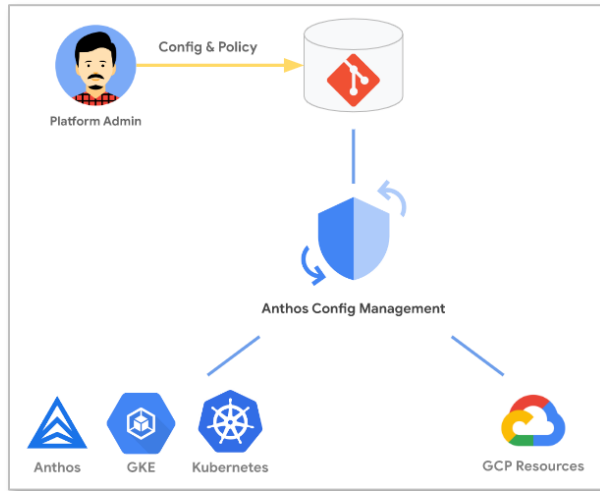 Config & Policy
Platform Admin
Anthos Config Management
Anthos
GKE
Kubernetes
GCP Resources